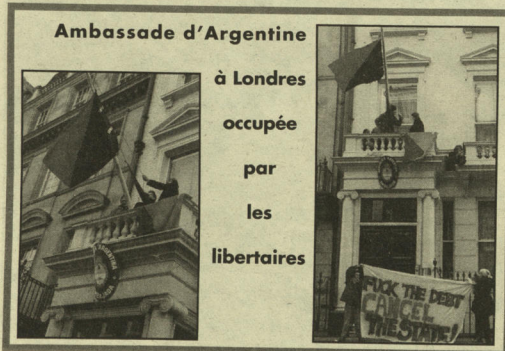 Ambassade d'Argentine
à Londres
occupée
par
les
libertaires
FUCK THE DEBT
CANCEL
THE STATE!